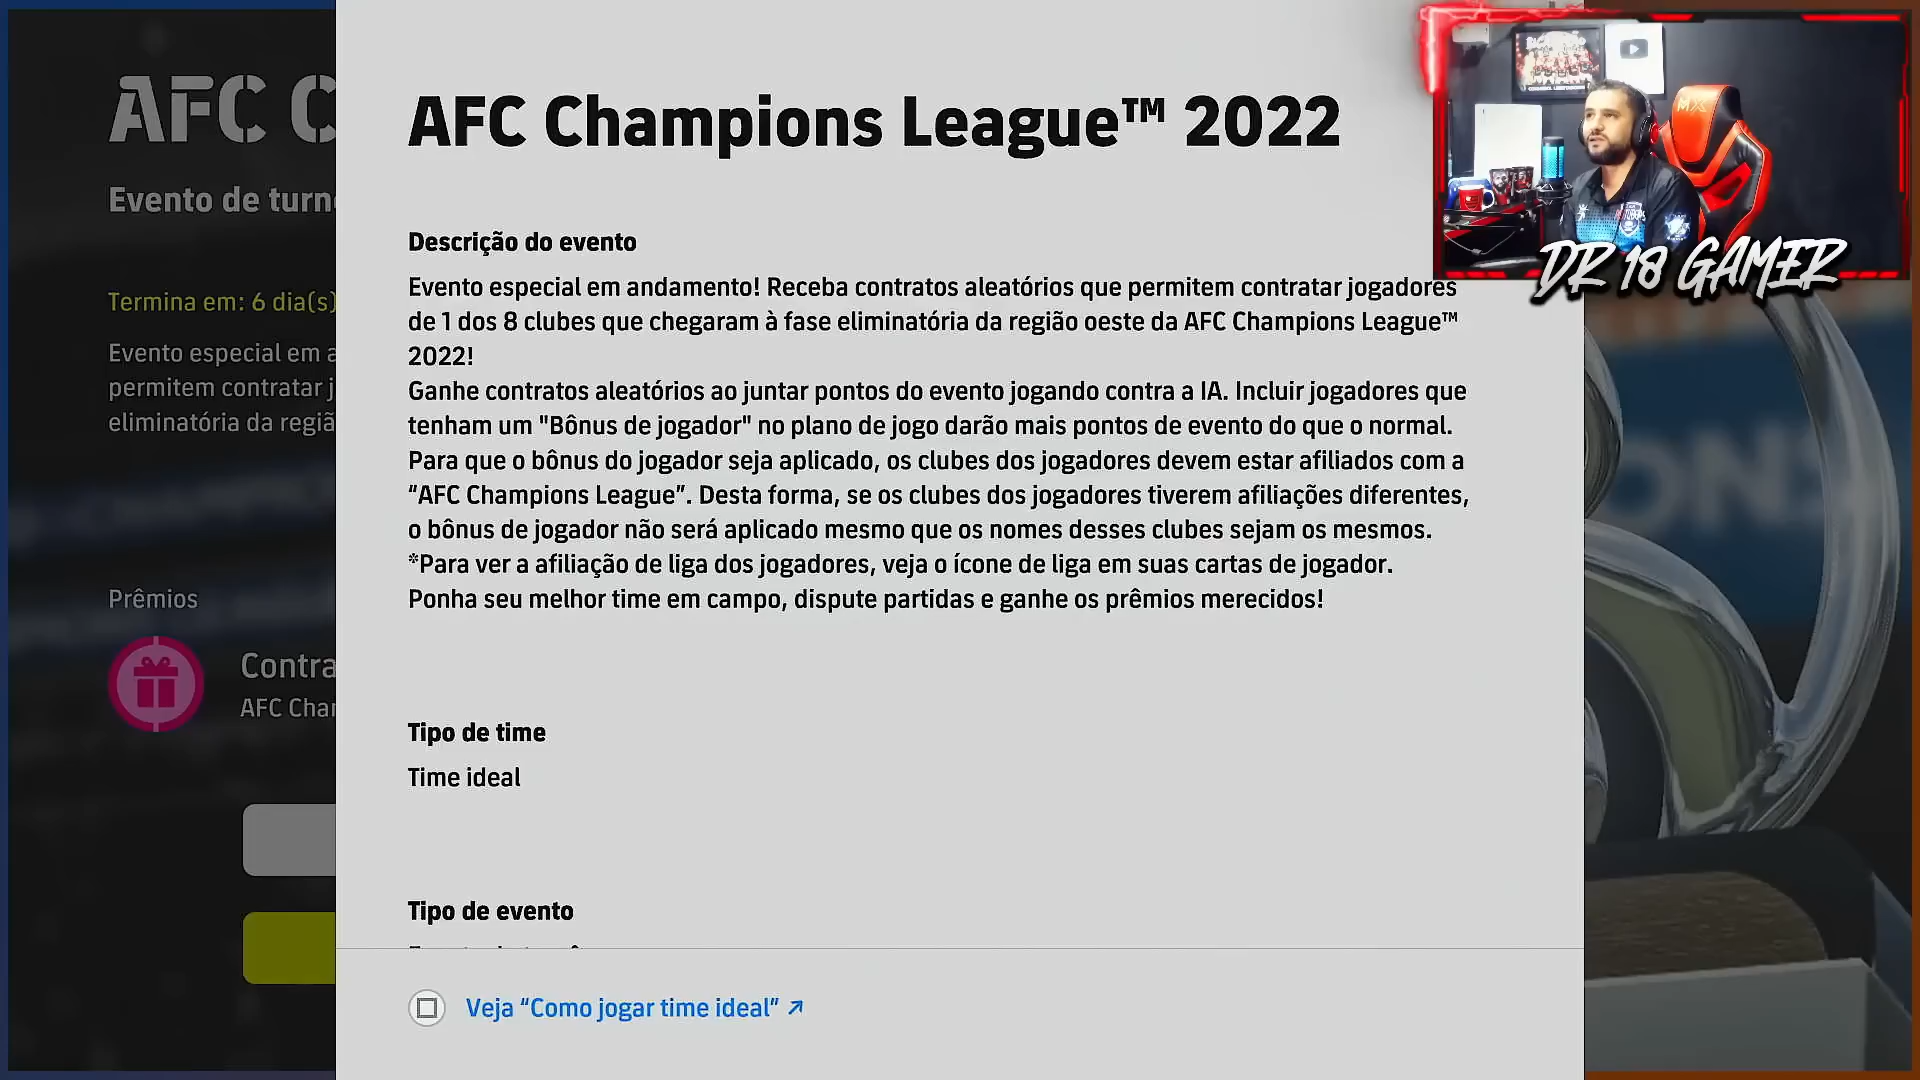 AFC C
Evento de turn
Termina em: 6 dia(s)
Evento especial em a
permitem contratar j
eliminatória da regiã
Prêmios
Contra
AFC Char
AFC Champions League™ 2022
Descrição do evento
Evento especial em andamento! Receba contratos aleatórios que permitem contratar jogadores
de 1 dos 8 clubes que chegaram à fase eliminatória da região oeste da AFC Champions League™
2022!
Ganhe contratos aleatórios ao juntar pontos do evento jogando contra a IA. Incluir jogadores que
tenham um "Bônus de jogador" no plano de jogo darão mais pontos de evento do que o normal.
Para que o bônus do jogador seja aplicado, os clubes dos jogadores devem estar afiliados com a
“AFC Champions League”. Desta forma, se os clubes dos jogadores tiverem afiliações diferentes,
o bônus de jogador não será aplicado mesmo que os nomes desses clubes sejam os mesmos.
*Para ver a afiliação de liga dos jogadores, veja o ícone de liga em suas cartas de jogador.
Ponha seu melhor time em campo, dispute partidas e ganhe os prêmios merecidos!
Tipo de time
Time ideal
Tipo de evento
Veja “Como jogar time ideal” ↗
DR 18 GAMER